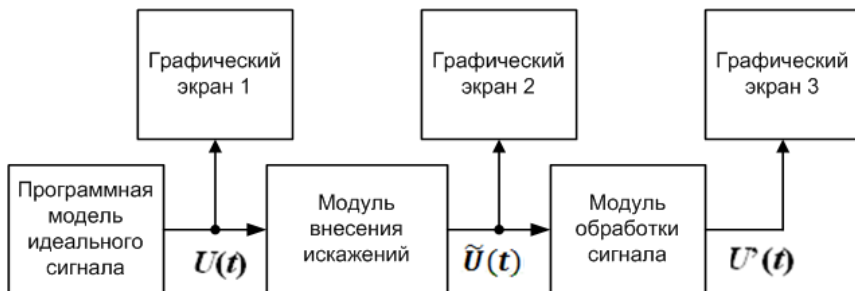 Графический
экран 1
Графический
экран 2
Графический
экран 3
Программная
модель
идеального
сигнала
U(t)
Модуль
внесения
искажений
Ũ(t)
Модуль
обработки
сигнала
U’(t)